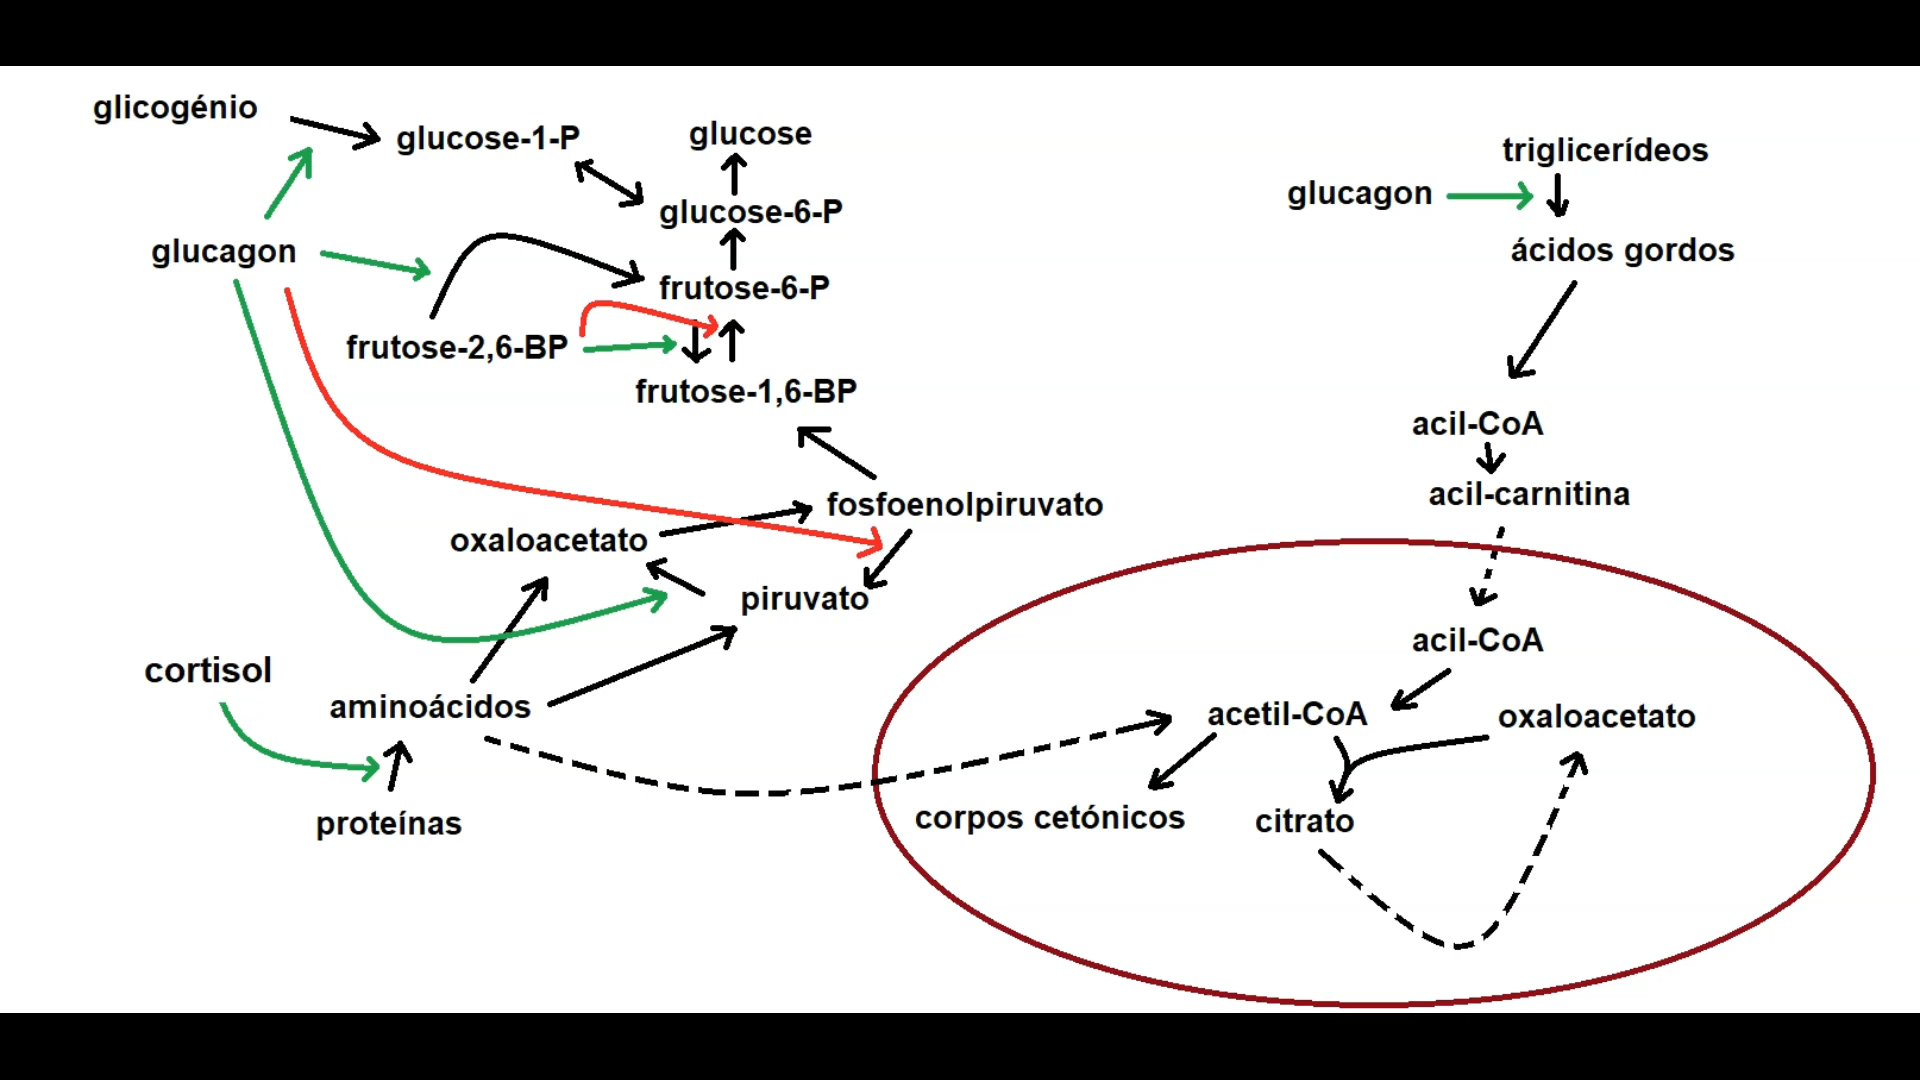 glicogénio
glucose-1-P
glucose
glucose-6-P
glucagon
frutose-6-P
frutose-2,6-BP
frutose-1,6-BP
fosfoenolpiruvato
oxaloacetato
piruvato
cortisol
aminoácidos
proteínas
triglicerídeos
glucagon
ácidos gordos
acil-CoA
acil-carnitina
acil-CoA
acetil-CoA
oxaloacetato
corpos cetónicos
citrato